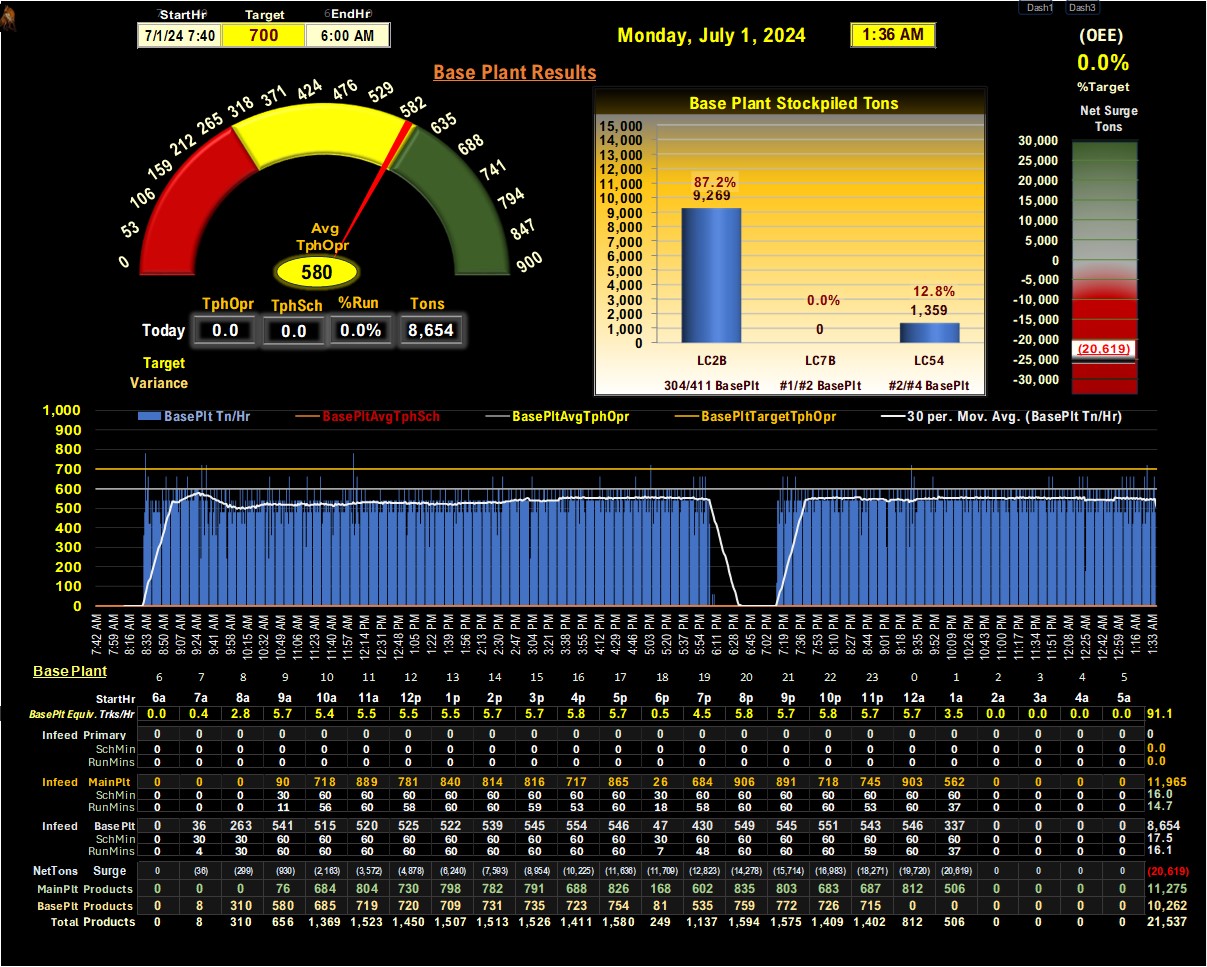 Dash1 Dash3
StartHr Target EndHr
7/1/24 7:40 700 6:00 AM
Monday, July 1, 2024 1:36 AM
(OEE)
0.0%
%Target
Net Surge
Tons
Base Plant Results
0 53 106 159 212 265 318 371 424 476 529 582 635 688 741 794 847 900
Avg
TphOpr
580
TphOpr TphSch %Run Tons
Today 0.0 0.0 0.0% 8,654
Target
Variance
Base Plant Stockpiled Tons
15,000
14,000
13,000
12,000
11,000
10,000
9,000
8,000
7,000
6,000
5,000
4,000
3,000
2,000
1,000
0
87.2%
9,269
0.0%
0
12.8%
1,359
LC2B LC7B LC54
304/411 BasePlt #1/#2 BasePlt #2/#4 BasePlt
30,000
25,000
20,000
15,000
10,000
5,000
0
-5,000
-10,000
-15,000
-20,000
(20,619)
-25,000
-30,000
BasePlt Tn/Hr BasePltAvgTphSch BasePltAvgTphOpr BasePltTargetTphOpr 30 per. Mov. Avg. (BasePlt Tn/Hr)
1,000
900
800
700
600
500
400
300
200
100
0
7:42 AM 7:59 AM 8:16 AM 8:33 AM 8:50 AM 9:07 AM 9:24 AM 9:41 AM 9:58 AM 10:15 AM 10:32 AM 10:49 AM 11:06 AM 11:23 AM 11:40 AM 11:57 AM 12:14 PM 12:31 PM 12:48 PM 1:05 PM 1:22 PM 1:39 PM 1:56 PM 2:13 PM 2:30 PM 2:47 PM 3:04 PM 3:21 PM 3:38 PM 3:55 PM 4:12 PM 4:29 PM 4:46 PM 5:03 PM 5:20 PM 5:37 PM 5:54 PM 6:11 PM 6:28 PM 6:45 PM 7:02 PM 7:19 PM 7:36 PM 7:53 PM 8:10 PM 8:27 PM 8:44 PM 9:01 PM 9:18 PM 9:35 PM 9:52 PM 10:09 PM 10:26 PM 10:43 PM 11:00 PM 11:17 PM 11:34 PM 11:51 PM 12:08 AM 12:25 AM 12:42 AM 12:59 AM 1:16 AM 1:33 AM
Base Plant 6 7 8 9 10 11 12 13 14 15 16 17 18 19 20 21 22 23 0 1 2 3 4 5
StartHr 6a 7a 8a 9a 10a 11a 12p 1p 2p 3p 4p 5p 6p 7p 8p 9p 10p 11p 12a 1a 2a 3a 4a 5a
BasePlt Equiv. Trks/Hr 0.0 0.4 2.8 5.7 5.4 5.5 5.5 5.5 5.7 5.7 5.8 5.7 0.5 4.5 5.8 5.7 5.8 5.7 5.7 3.5 0.0 0.0 0.0 0.0 91.1
Infeed Primary 0 0 0 0 0 0 0 0 0 0 0 0 0 0 0 0 0 0 0 0 0 0 0 0 0
SchMin 0 0 0 0 0 0 0 0 0 0 0 0 0 0 0 0 0 0 0 0 0 0 0 0 0.0
RunMins 0 0 0 0 0 0 0 0 0 0 0 0 0 0 0 0 0 0 0 0 0 0 0 0 0.0
Infeed MainPlt 0 0 0 90 718 889 781 840 814 816 717 865 26 684 906 891 718 745 903 562 0 0 0 0 11,965
SchMin 0 0 0 30 60 60 60 60 60 60 60 60 30 60 60 60 60 60 60 60 0 0 0 0 16.0
RunMins 0 0 0 11 56 60 58 60 60 59 53 60 18 58 60 60 60 53 60 37 0 0 0 0 14.7
Infeed Base Plt 0 36 263 541 515 520 525 522 539 545 554 546 47 430 549 545 551 543 546 337 0 0 0 0 8,654
SchMin 0 30 30 60 60 60 60 60 60 60 60 60 30 60 60 60 60 60 60 60 0 0 0 0 17.5
RunMins 0 4 30 60 60 60 60 60 60 60 60 60 7 48 60 60 60 59 60 37 0 0 0 0 16.1
NetTons Surge 0 (36) (299) (930) (2,163) (3,572) (4,878) (6,240) (7,593) (8,954) (10,225) (11,636) (11,709) (12,823) (14,278) (15,714) (16,983) (18,271) (19,720) (20,619) 0 0 0 0 (20,619)
MainPlt Products 0 0 0 76 684 804 730 798 782 791 688 826 168 602 835 803 683 687 812 506 0 0 0 0 11,275
BasePlt Products 0 8 310 580 685 719 720 709 731 735 723 754 81 535 759 772 726 715 0 0 0 0 0 0 10,262
Total Products 0 8 310 656 1,369 1,523 1,450 1,507 1,513 1,526 1,411 1,580 249 1,137 1,594 1,575 1,409 1,402 812 506 0 0 0 0 21,537